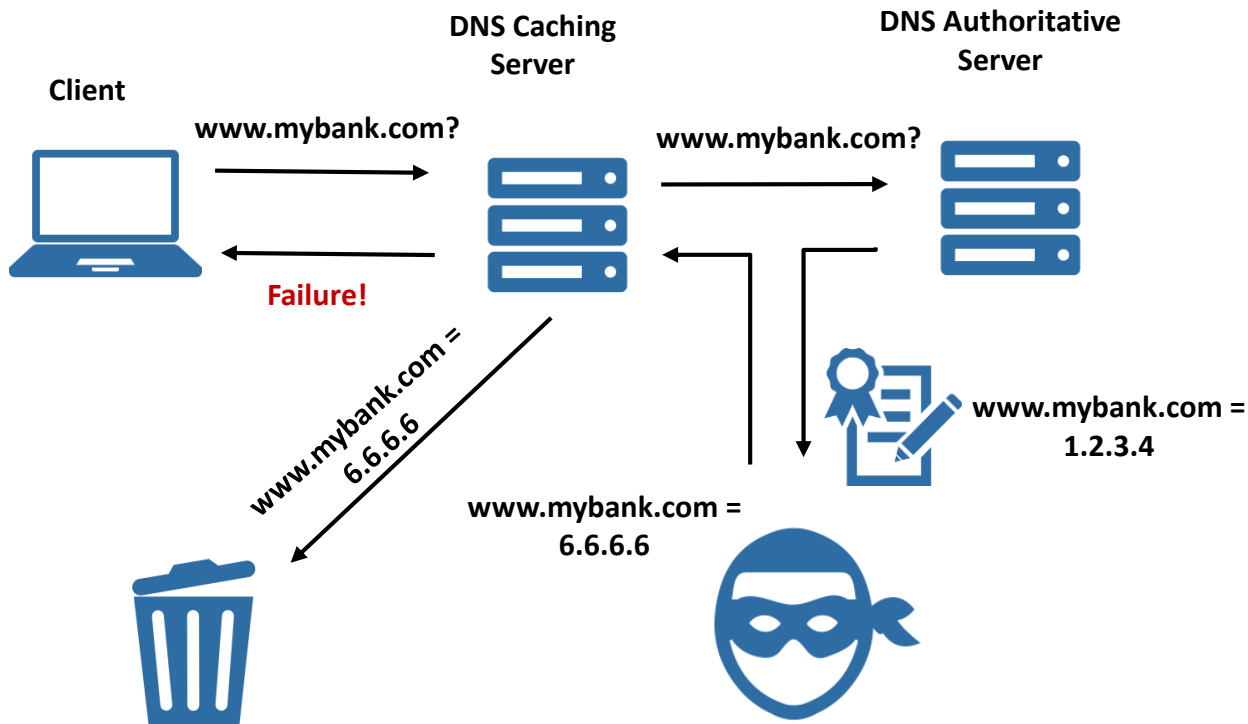 DNS Caching
Server
DNS Authoritative
Server
Client
www.mybank.com?
www.mybank.com?
Failure!
www.mybank.com =
6.6.6.6
www.mybank.com =
1.2.3.4
www.mybank.com =
6.6.6.6